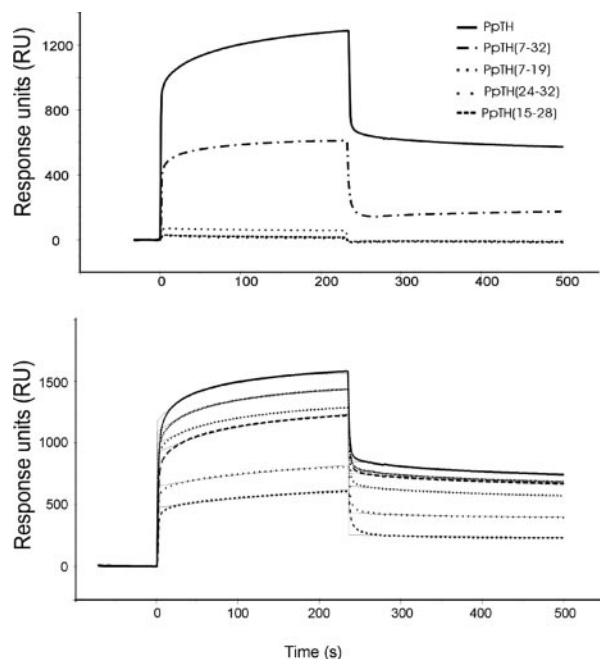 Response units (RU)
1200
800
400
0
PpTH
PpTH(7-32)
PpTH(7-19)
PpTH(24-32)
PpTH(15-28)
0
100
200
300
400
500
Response units (RU)
1500
1000
500
0
0
100
200
300
400
500
Time (s)